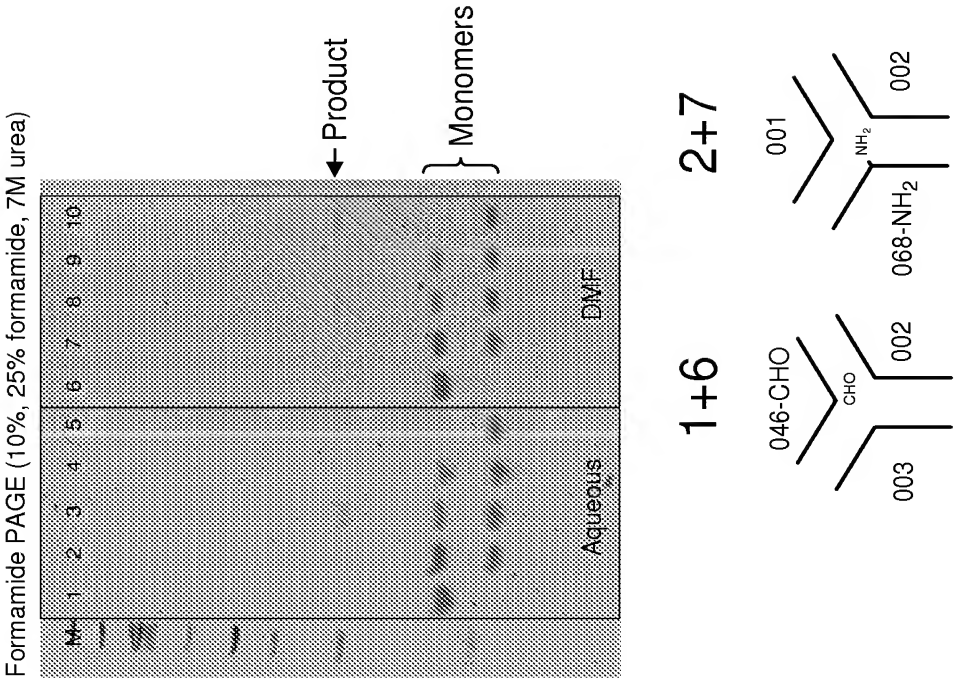 Formamide PAGE (10%, 25% formamide, 7M urea)
M 1 2 3 4 5 6 7 8 9 10
Product
Monomers
Aqueous
DMF
1+6
046-CHO
CHO
003
002
2+7
001
NH₂
068-NH₂
002